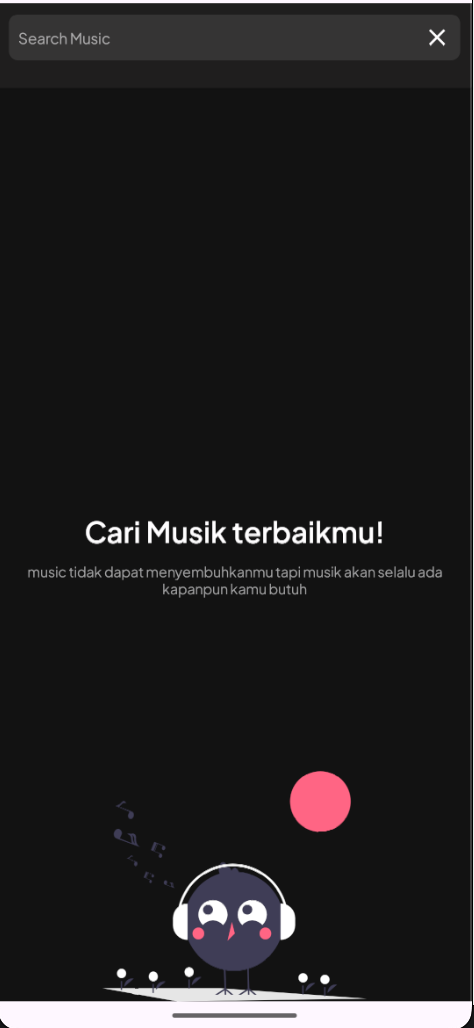 Search Music
Cari Musik terbaikmu!
music tidak dapat menyembuhkanmu tapi musik akan selalu ada
kapanpun kamu butuh